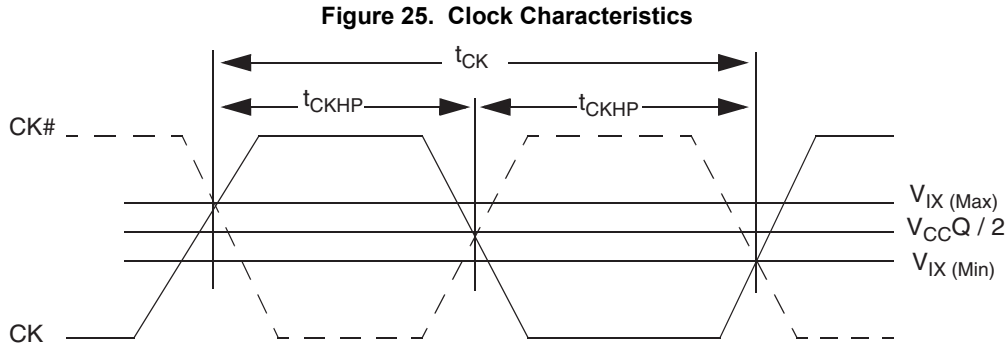 Figure 25. Clock Characteristics
tCK
tCKHP
tCKHP
CK#
VIX (Max)
VCCQ / 2
VIX (Min)
CK